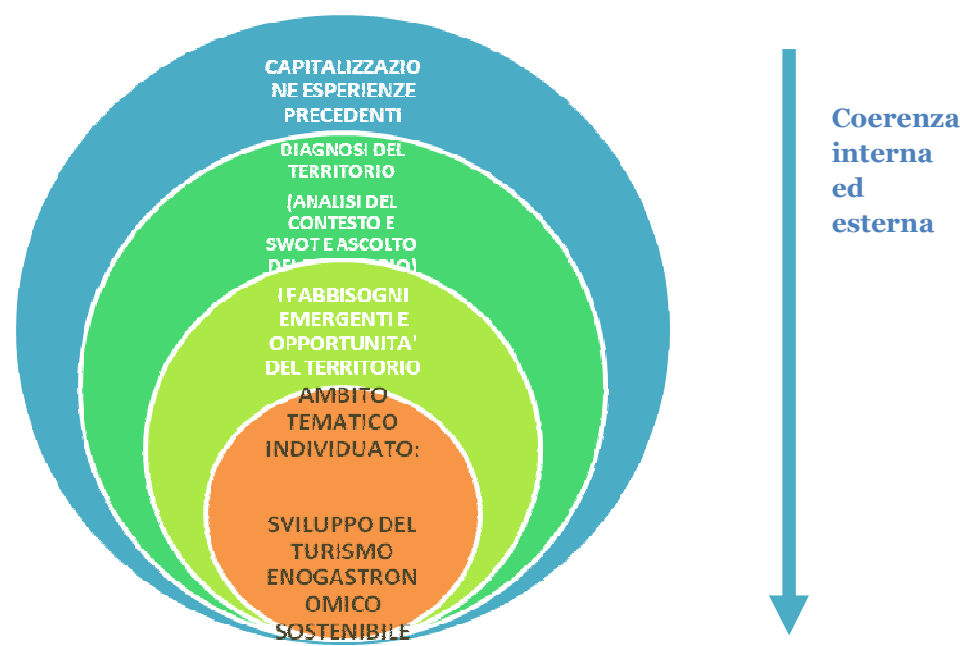 CAPITALIZZAZIO
NE ESPERIENZE
PRECEDENTI
DIAGNOSI DEL
TERRITORIO
(ANALISI DEL
CONTESTO E
SWOT E ASCOLTO
I FABBISOGNI
EMERGENTI E
OPPORTUNITA'
DEL TERRITORIO
AMBITO
TEMATICO
INDIVIDUATO:
SVILUPPO DEL
TURISMO
ENOGASTRON
OMICO
SOSTENIBILE
Coerenza
interna
ed
esterna